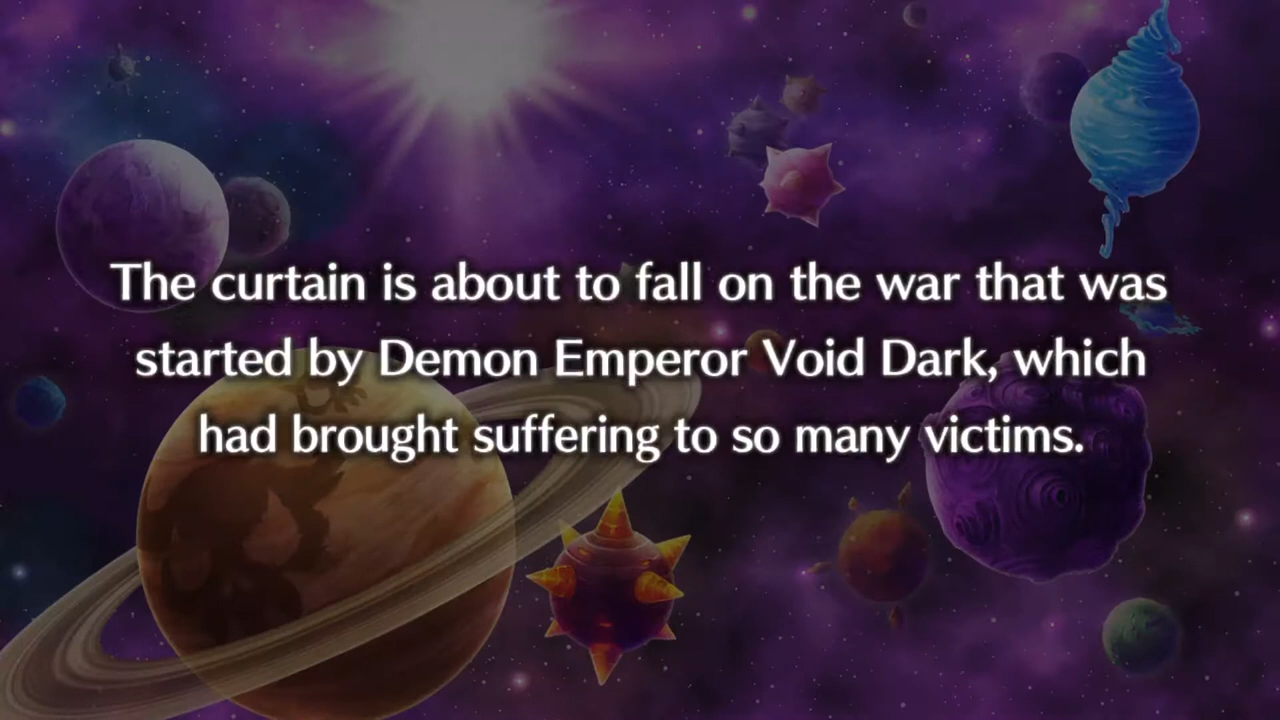 The curtain is about to fall on the war that was
started by Demon Emperor Void Dark, which
had brought suffering to so many victims.